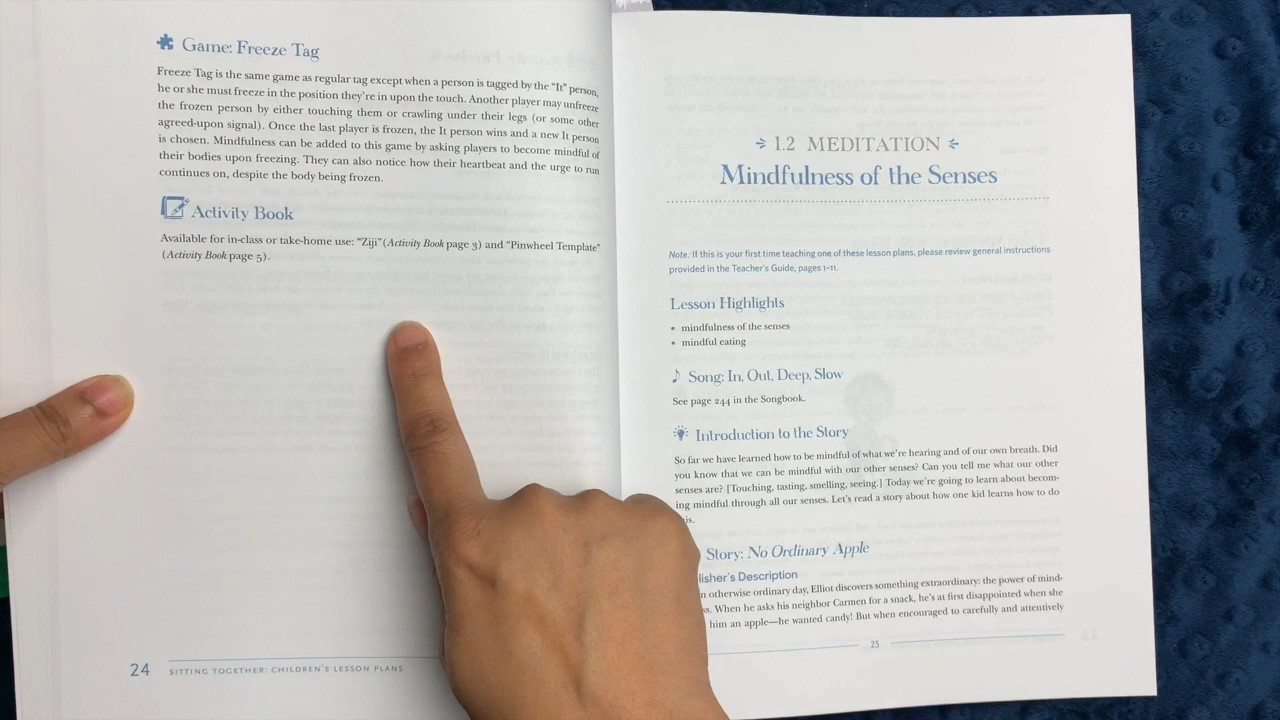 Game: Freeze Tag
Freeze Tag is the same game as regular tag except when a person is tagged by the “It” person,
he or she must freeze in the position they’re in upon the touch. Another player may unfreeze
the frozen person by either touching them or crawling under their legs (or some other
agreed-upon signal). Once the last player is frozen, the It person wins and a new It person
is chosen. Mindfulness can be added to this game by asking players to become mindful of
their bodies upon freezing. They can also notice how their heartbeat and the urge to run
continues on, despite the body being frozen.
Activity Book
Available for in-class or take-home use: “Ziji” (Activity Book page 3) and “Pinwheel Template”
(Activity Book page 5).
24 SITTING TOGETHER: CHILDREN’S LESSON PLANS
1.2 MEDITATION
Mindfulness of the Senses
Note: If this is your first time teaching one of these lesson plans, please review general instructions
provided in the Teacher’s Guide, pages 1–11.
Lesson Highlights
• mindfulness of the senses
• mindful eating
Song: In, Out, Deep, Slow
See page 244 in the Songbook.
Introduction to the Story
So far we have learned how to be mindful of what we’re hearing and of our own breath. Did
you know that we can be mindful with our other senses? Can you tell me what our other
senses are? [Touching, tasting, smelling, seeing.] Today we’re going to learn about becom-
ing mindful through all our senses. Let’s read a story about how one kid learns how to do
is.
Story: No Ordinary Apple
lisher’s Description
n otherwise ordinary day, Elliot discovers something extraordinary: the power of mind-
ss. When he asks his neighbor Carmen for a snack, he’s at first disappointed when she
him an apple—he wanted candy! But when encouraged to carefully and attentively
25